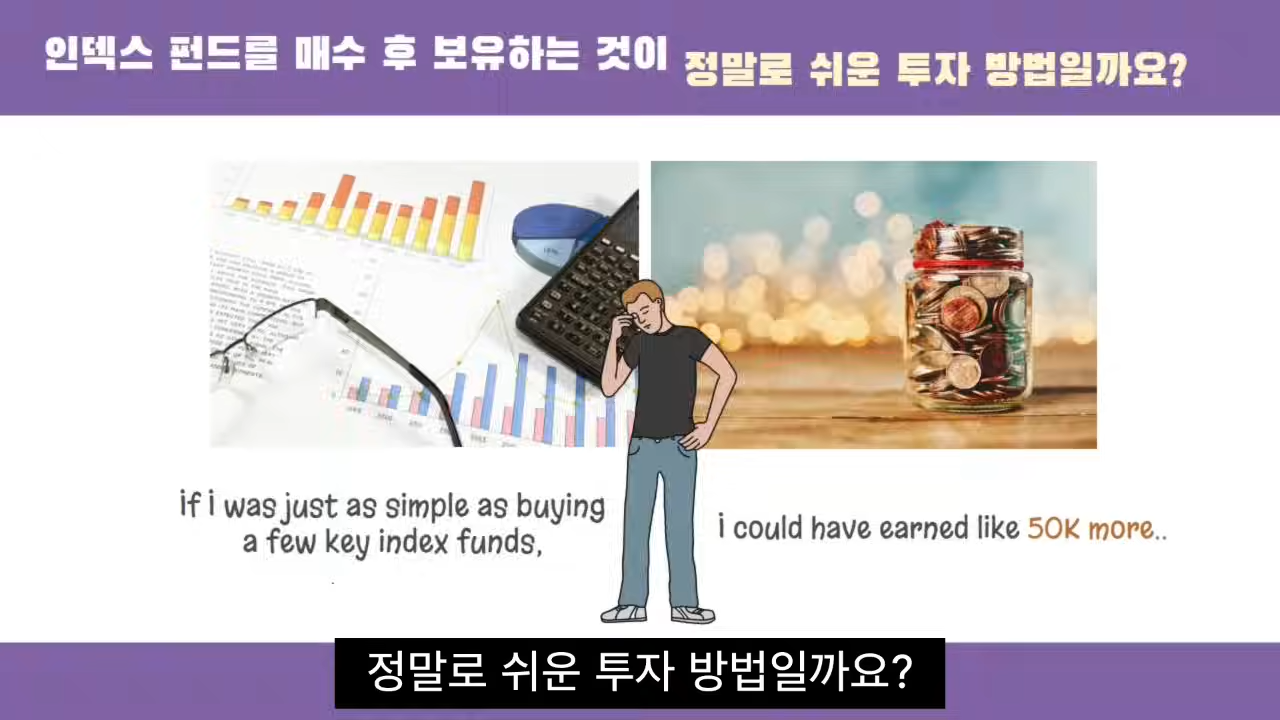 인덱스 펀드를 매수 후 보유하는 것이 정말로 쉬운 투자 방법일까요?
if i was just as simple as buying
a few key index funds,
i could have earned like 50K more..
정말로 쉬운 투자 방법일까요?